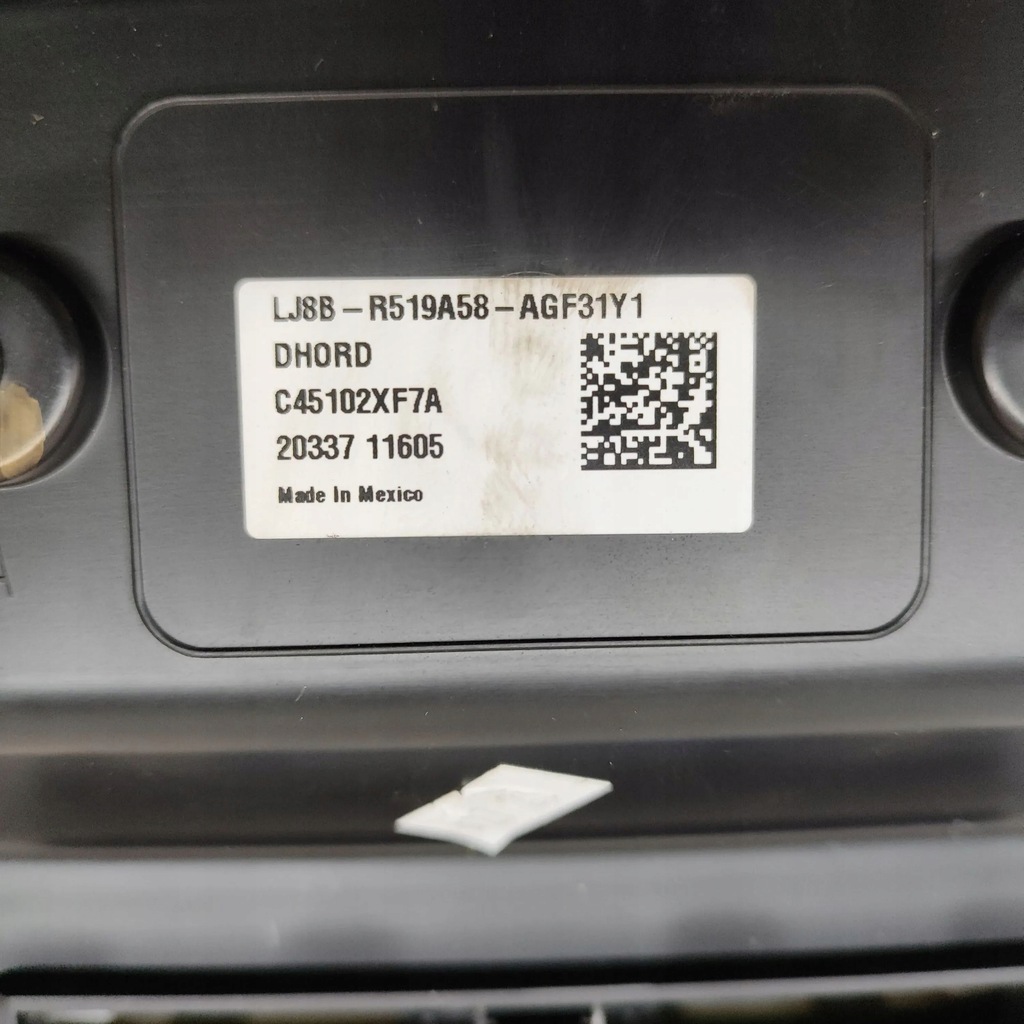 LJ8B-R519A58-AGF31Y1
DHORD
C45102XF7A
20337 11605
Made In Mexico